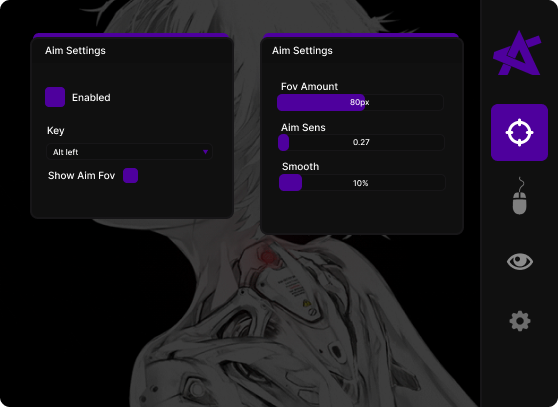 Aim Settings
Enabled
Key
Alt left
Show Aim Fov
Aim Settings
Fov Amount
80px
Aim Sens
0.27
Smooth
10%